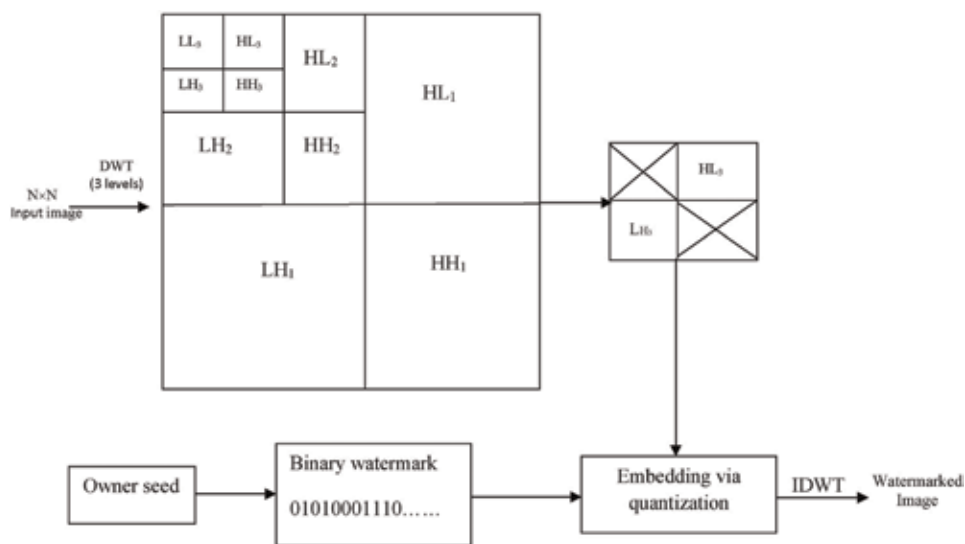 LL₃ HL₃
HL₂
HL₁
LH₃ HH₃
LH₂ HH₂
DWT
(3 levels)
N×N
Input image
HL₃
LH₃
LH₁ HH₁
Owner seed
Binary watermark
01010001110......
Embedding via
quantization
IDWT
Watermarked
Image